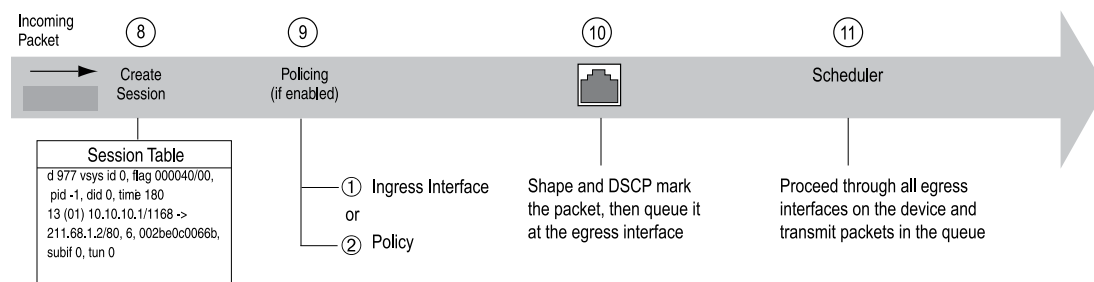 Incoming
Packet
8
9
10
11
Create
Session
Policing
(if enabled)
Scheduler
Session Table
d 977 vsys id 0, flag 000040/00,
pid -1, did 0, time 180
13 (01) 10.10.10.1/1168 ->
211.68.1.2/80, 6, 002be0c0066b,
subif 0, tun 0
1 Ingress Interface
or
2 Policy
Shape and DSCP mark
the packet, then queue it
at the egress interface
Proceed through all egress
interfaces on the device and
transmit packets in the queue